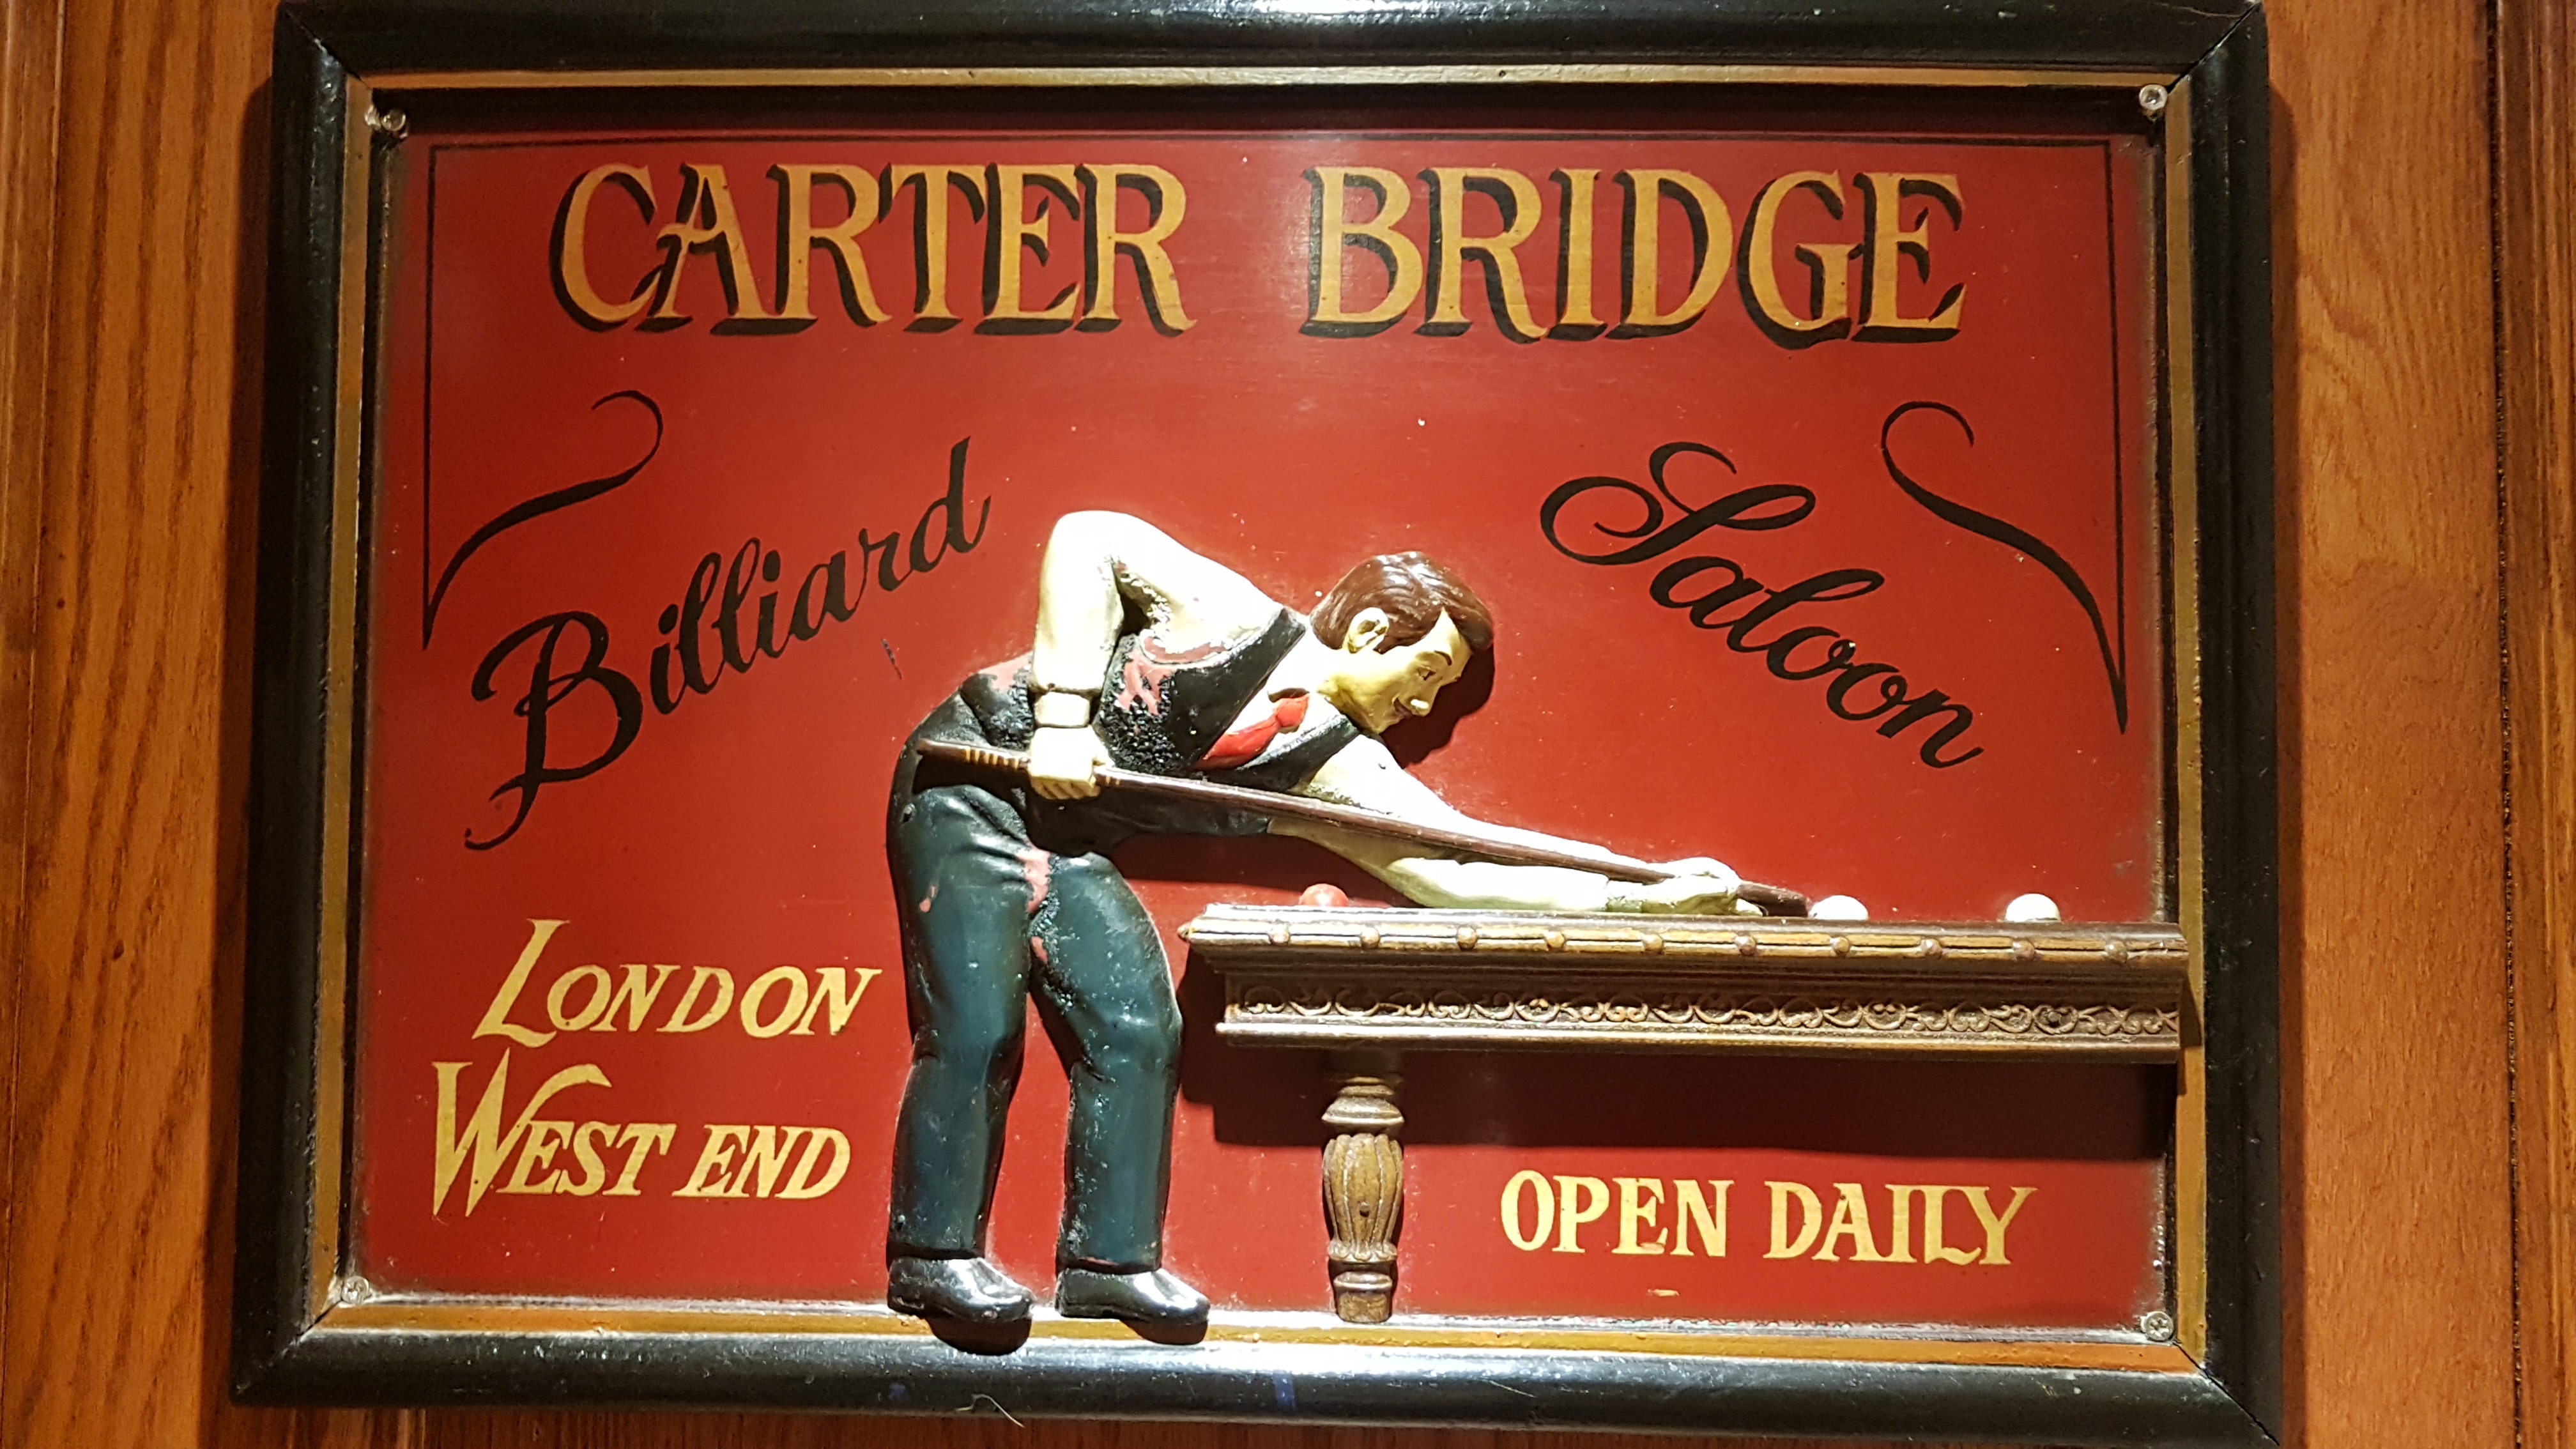 CARTER BRIDGE
Billiard Saloon
LONDON
WEST END
OPEN DAILY